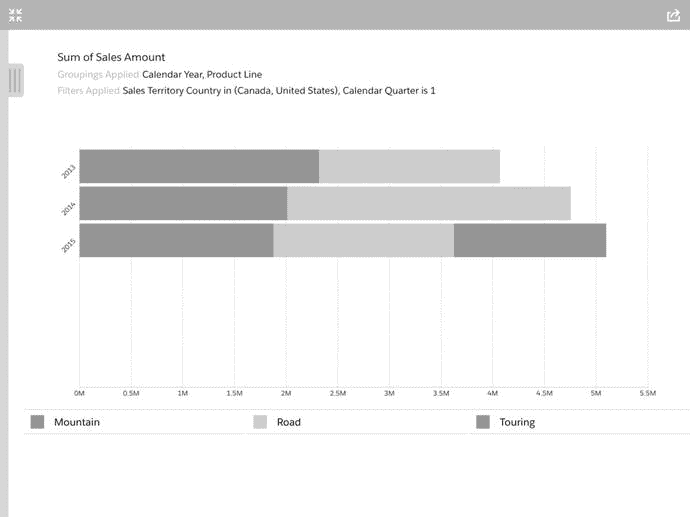 Sum of Sales Amount
Groupings Applied Calendar Year, Product Line
Filters Applied Sales Territory Country in (Canada, United States), Calendar Quarter is 1
2013
2014
2015
0M 0.5M 1M 1.5M 2M 2.5M 3M 3.5M 4M 4.5M 5M 5.5M
Mountain Road Touring